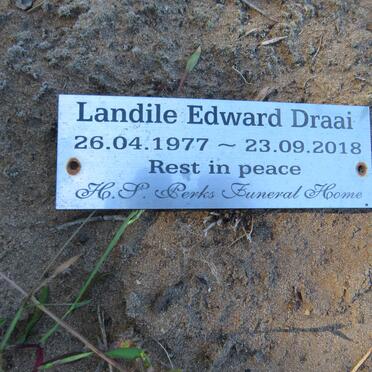 Landile Edward Draai
26.04.1977 ~ 23.09.2018
Rest in peace
H.S. Perks Funeral Home